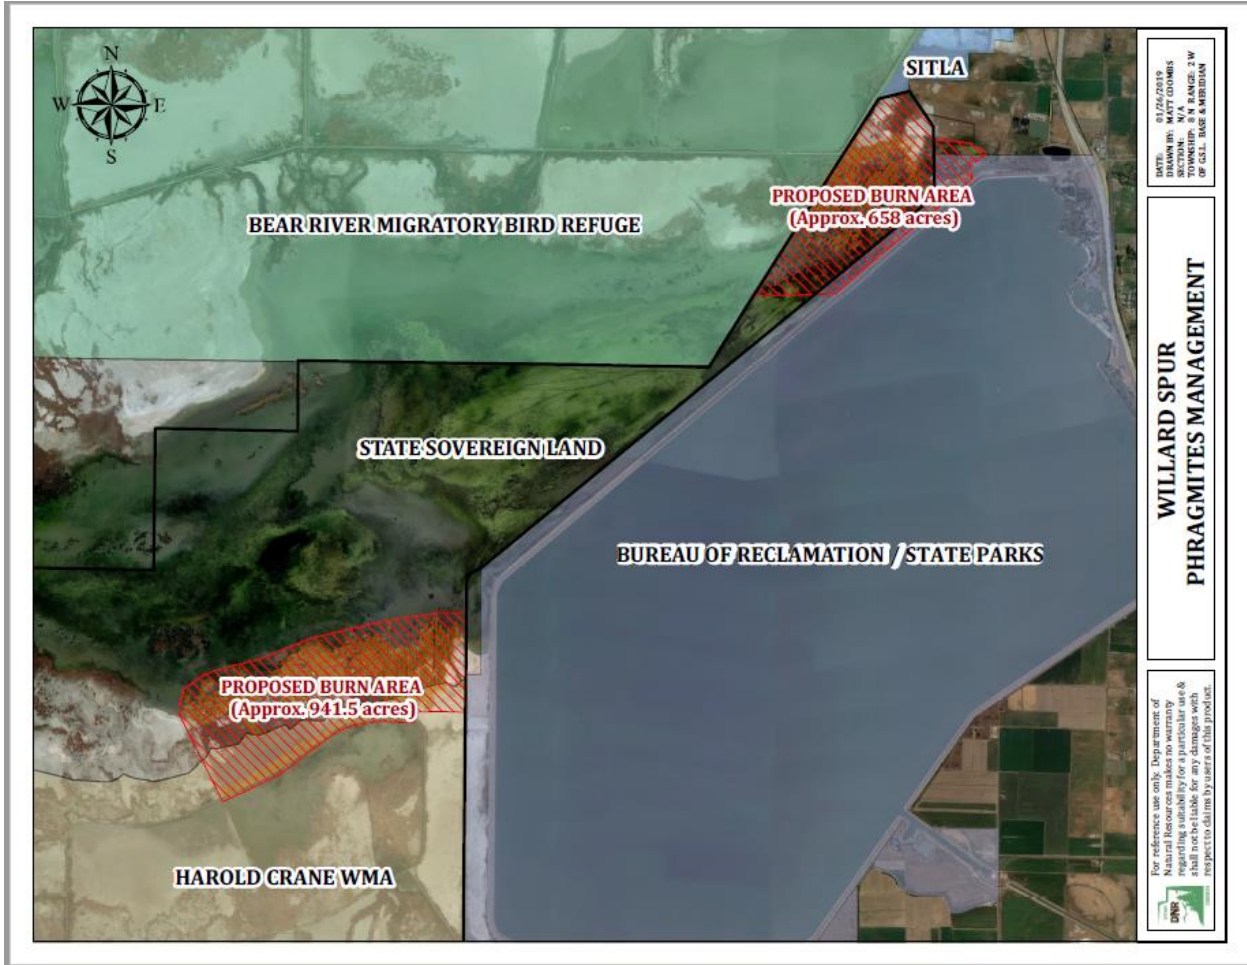 N
W E
S
SITLA
PROPOSED BURN AREA
(Approx. 658 acres)
BEAR RIVER MIGRATORY BIRD REFUGE
STATE SOVEREIGN LAND
BUREAU OF RECLAMATION / STATE PARKS
PROPOSED BURN AREA
(Approx. 941.5 acres)
HAROLD CRANE WMA
DATE: 01/26/2019
DRAWN BY: MATT COOMBS
SECTION: N/A
TOWNSHIP: 8 N RANGE: 2 W
OF G.S.L. BASE & MERIDIAN
WILLARD SPUR
PHRAGMITES MANAGEMENT
For reference use only. Department of
Natural Resources makes no warranty
regarding suitability for a particular use &
shall not be liable for any damages with
respect to claims by users of this product.
DNR